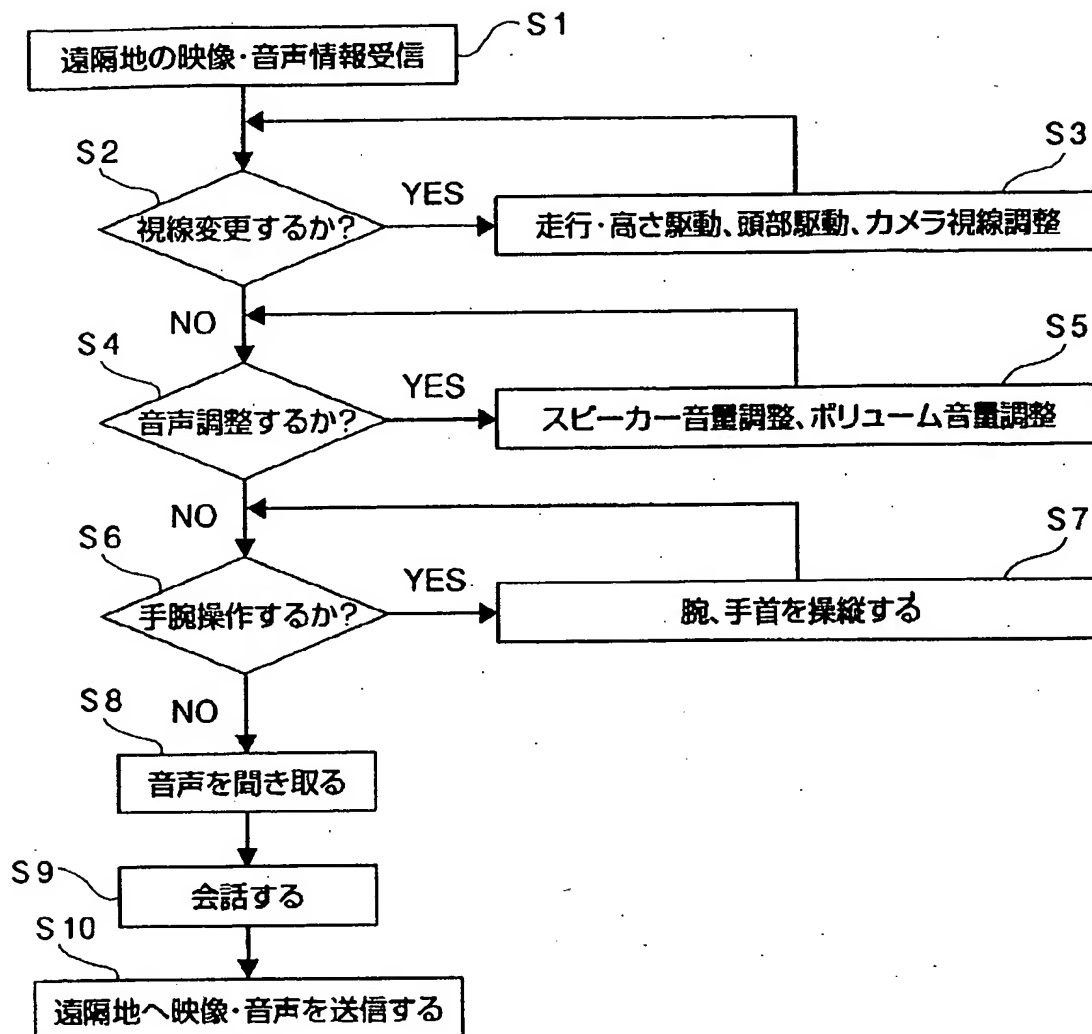 S1
遠隔地の映像・音声情報受信
S2
視線変更するか?
YES
S3
走行・高さ駆動、頭部駆動、カメラ視線調整
NO
S4
音声調整するか?
YES
S5
スピーカー音量調整、ボリューム音量調整
NO
S6
手腕操作するか?
YES
S7
腕、手首を操縦する
NO
S8
音声を聞き取る
S9
会話する
S10
遠隔地へ映像・音声を送信する